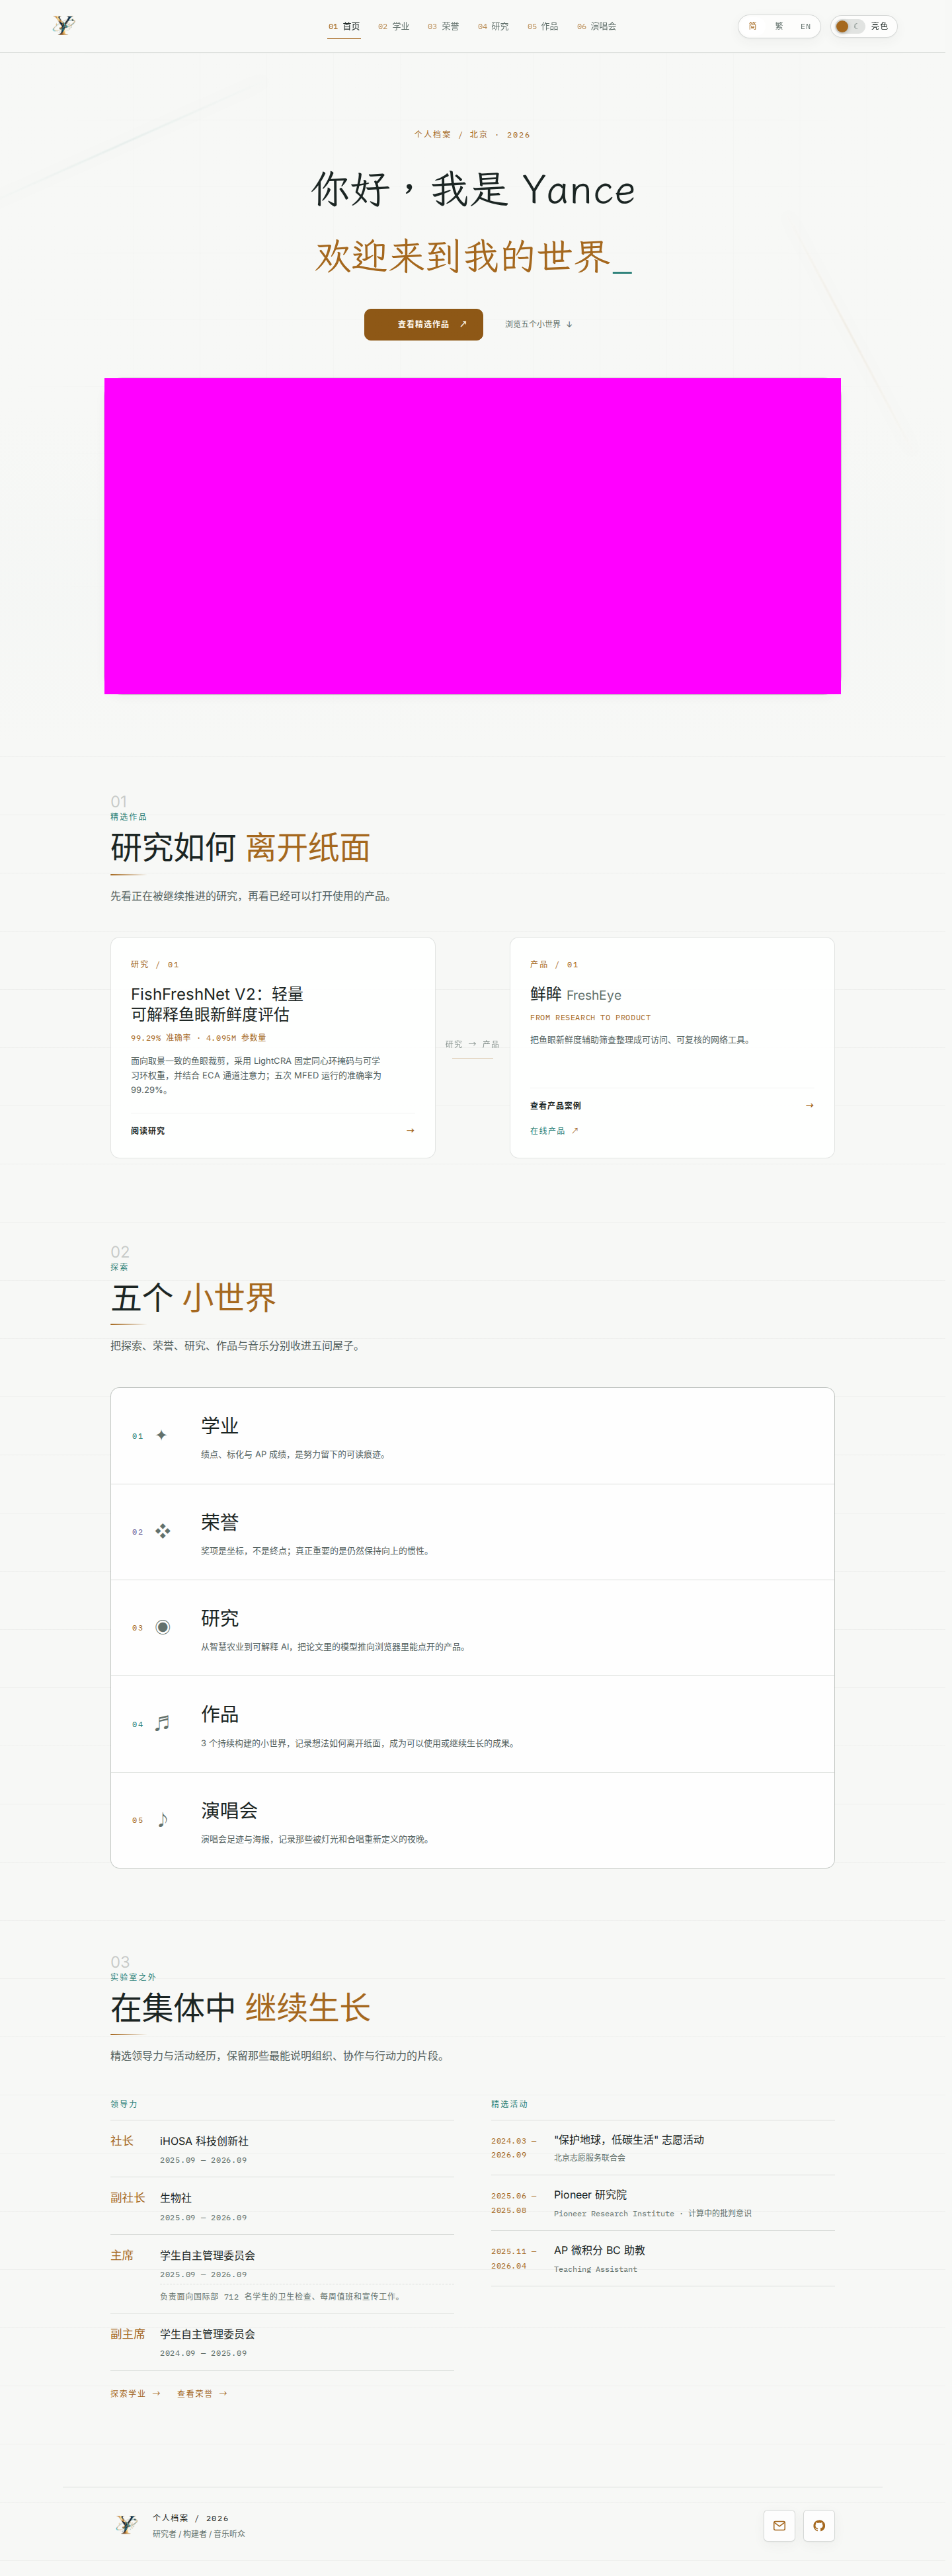 01 首页
02 学业
03 荣誉
04 研究
05 作品
06 演唱会
简 繁 EN
亮色
个人档案 / 北京 · 2026
你好，我是 Yance
欢迎来到我的世界_
查看精选作品 ↗
浏览五个小世界 ↓
01
精选作品
研究如何 离开纸面
先看正在被继续推进的研究，再看已经可以打开使用的产品。
研究 / 01
FishFreshNet V2：轻量
可解释鱼眼新鲜度评估
99.29% 准确率 · 4.095M 参数量
面向取景一致的鱼眼裁剪，采用 LightCRA 固定同心环掩码与可学
习环权重，并结合 ECA 通道注意力；五次 MFED 运行的准确率为
99.29%。
阅读研究 →
研究 → 产品
产品 / 01
鲜眸 FreshEye
FROM RESEARCH TO PRODUCT
把鱼眼新鲜度辅助筛查整理成可访问、可复核的网络工具。
查看产品案例 →
在线产品 ↗
02
探索
五个 小世界
把探索、荣誉、研究、作品与音乐分别收进五间屋子。
01 ✦
学业
绩点、标化与 AP 成绩，是努力留下的可读痕迹。
02 ❖
荣誉
奖项是坐标，不是终点；真正重要的是仍然保持向上的惯性。
03 ◉
研究
从智慧农业到可解释 AI，把论文里的模型推向浏览器里能点开的产品。
04 ♬
作品
3 个持续构建的小世界，记录想法如何离开纸面，成为可以使用或继续生长的成果。
05 ♪
演唱会
演唱会足迹与海报，记录那些被灯光和合唱重新定义的夜晚。
03
实验室之外
在集体中 继续生长
精选领导力与活动经历，保留那些最能说明组织、协作与行动力的片段。
领导力
社长 iHOSA 科技创新社
2025.09 — 2026.09
副社长 生物社
2025.09 — 2026.09
主席 学生自主管理委员会
2025.09 — 2026.09
负责面向国际部 712 名学生的卫生检查、每周值班和宣传工作。
副主席 学生自主管理委员会
2024.09 — 2025.09
探索学业 → 查看荣誉 →
精选活动
2024.03 —
2026.09
"保护地球，低碳生活" 志愿活动
北京志愿服务联合会
2025.06 —
2025.08
Pioneer 研究院
Pioneer Research Institute · 计算中的批判意识
2025.11 —
2026.04
AP 微积分 BC 助教
Teaching Assistant
个人档案 / 2026
研究者 / 构建者 / 音乐听众